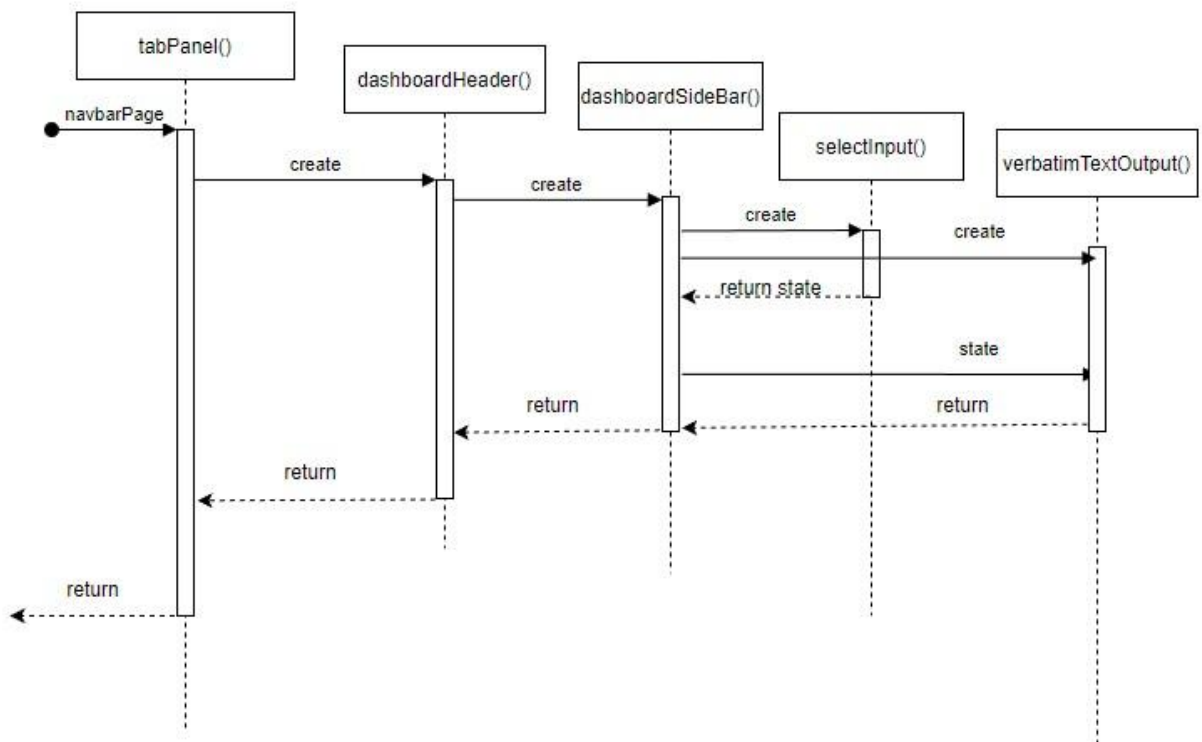 tabPanel()
dashboardHeader()
dashboardSideBar()
selectInput()
verbatimTextOutput()
navbarPage
create
create
create
create
return state
state
return
return
return
return